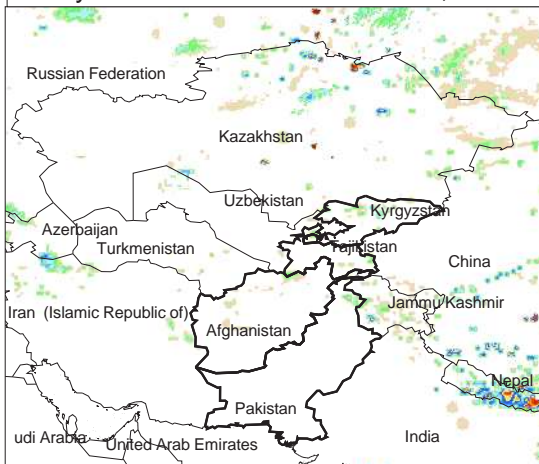 Russian Federation
Kazakhstan
Uzbekistan
Kyrgyzstan
Azerbaijan
Turkmenistan
Tajikistan
China
Iran (Islamic Republic of)
Jammu Kashmir
Afghanistan
Nepal
Pakistan
udi Arabia
United Arab Emirates
India